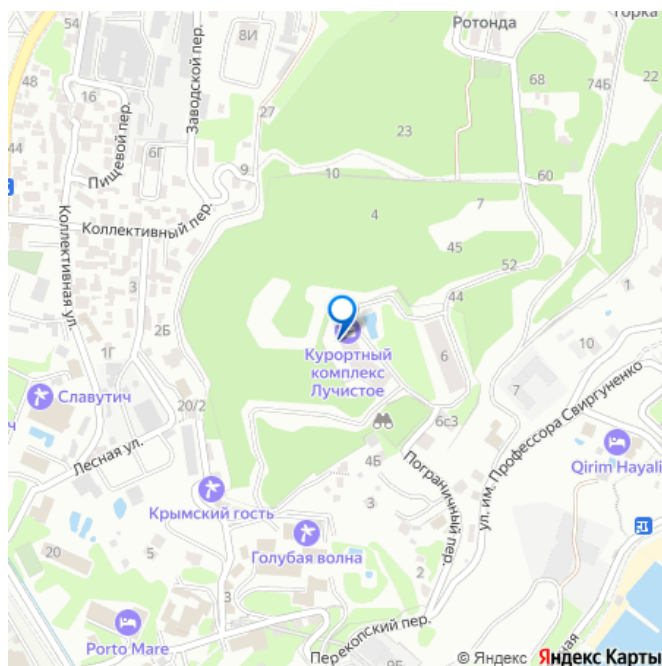 Ротонда
Горка
8И
48
16
Заводской пер.
68
74Б
22
44
Пищевой пер.
27
23
6Г
9
10
60
Коллективный пер.
4
7
Коллективная ул.
45
3
52
1
44
2Б
1Г
Курортный
комплекс
Лучистое
6
10
7
Славутич
20/2
6с3
ул. им. Профессора Свиргуненко
Лесная ул.
4Б
Qirim Hayali
Пограничный пер.
Крымский гость
3
Голубая волна
20
5
2
3
Porto Mare
Перекопский пер.
9Б
© Яндекс Яндекс Карты